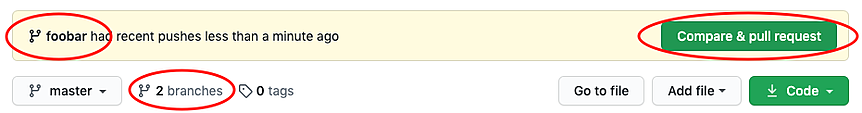 foobar had recent pushes less than a minute ago
Compare & pull request
master
2 branches
0 tags
Go to file
Add file
Code